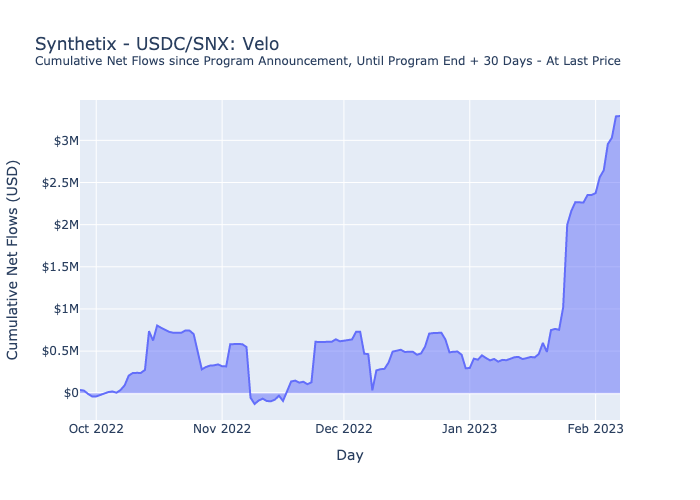 Synthetix - USDC/SNX: Velo
Cumulative Net Flows since Program Announcement, Until Program End + 30 Days - At Last Price
Cumulative Net Flows (USD)
$3M
$2.5M
$2M
$1.5M
$1M
$0.5M
$0
Oct 2022
Nov 2022
Dec 2022
Jan 2023
Feb 2023
Day